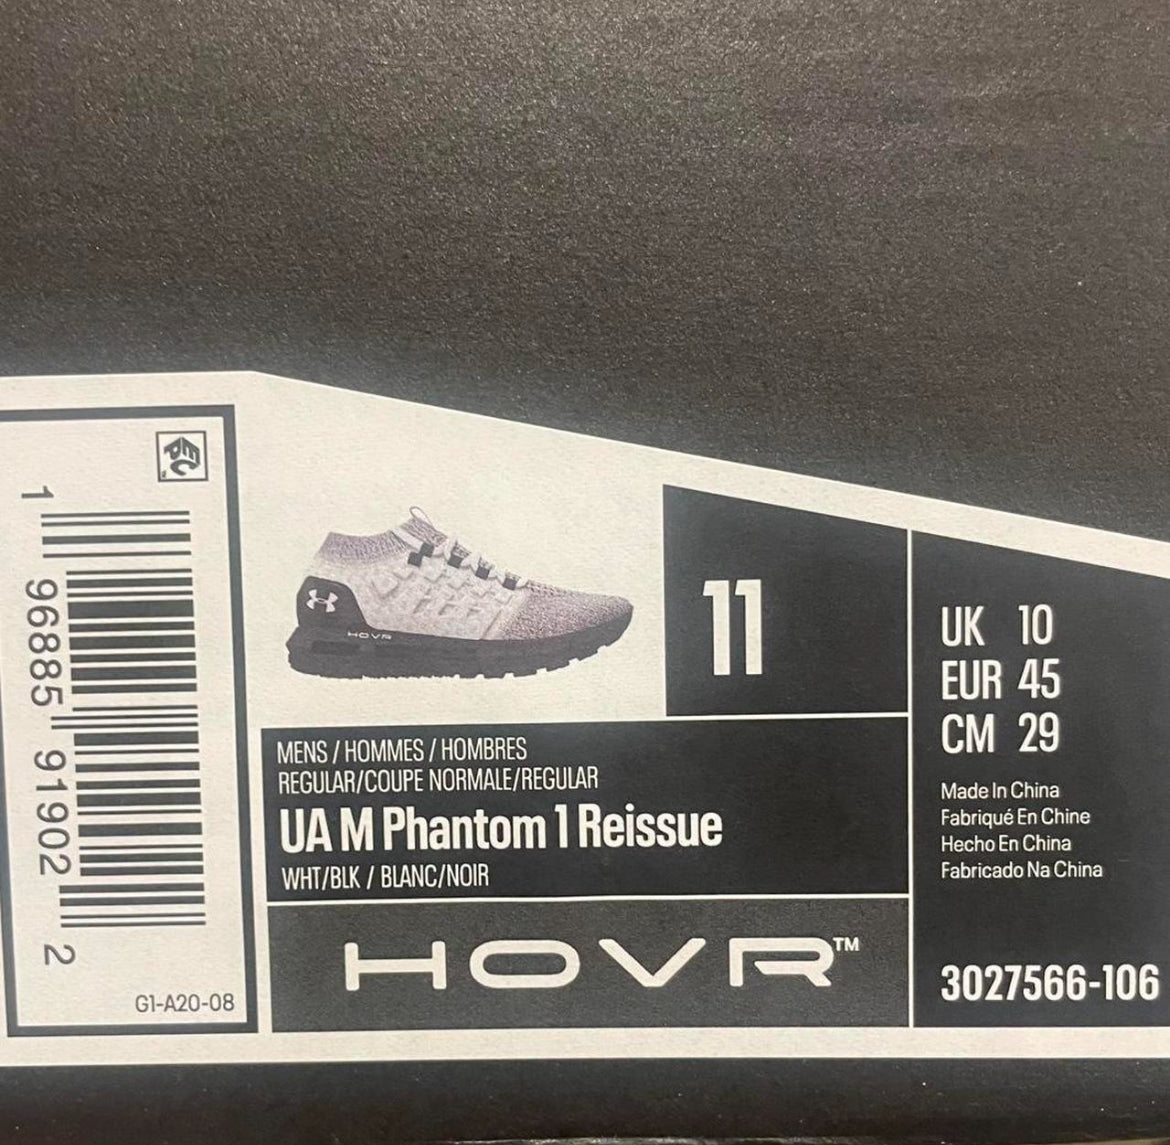 EPC
1 96885 91902 2
G1-A20-08
HOVR
11
UK 10
EUR 45
CM 29
Made In China
Fabriqué En Chine
Hecho En China
Fabricado Na China
3027566-106
MENS / HOMMES / HOMBRES
REGULAR/COUPE NORMALE/REGULAR
UA M Phantom 1 Reissue
WHT/BLK / BLANC/NOIR
HOVR™